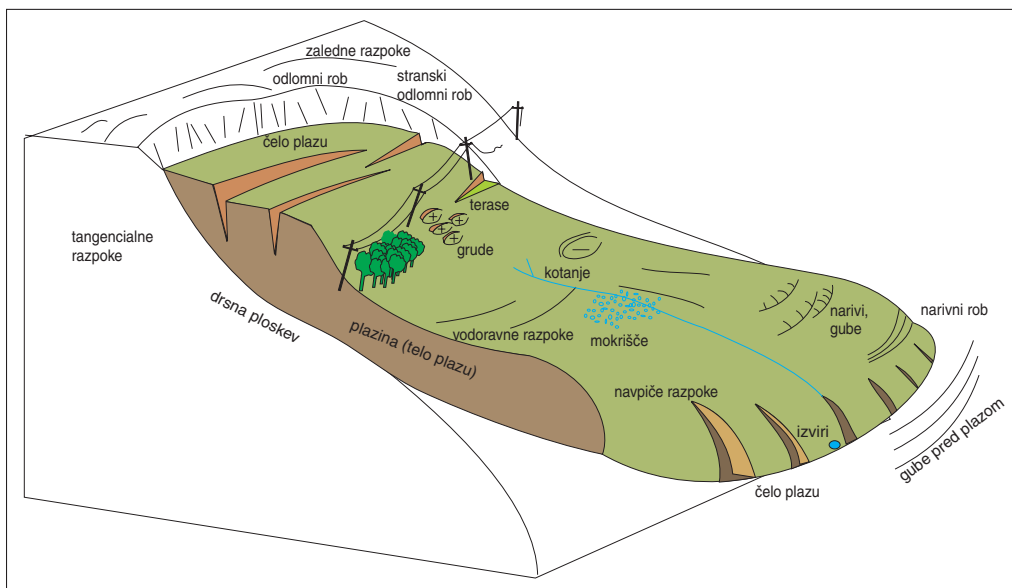 zaledne razpoke
odlomni rob
stranski
odlomni rob
čelo plazu
tangencialne
razpoke
terase
grude
kotanje
drsna ploskev
plazina (telo plazu)
vodoravne razpoke
mokrišče
narivi,
gube
narivni rob
navpiče razpoke
izviri
gube pred plazom
čelo plazu